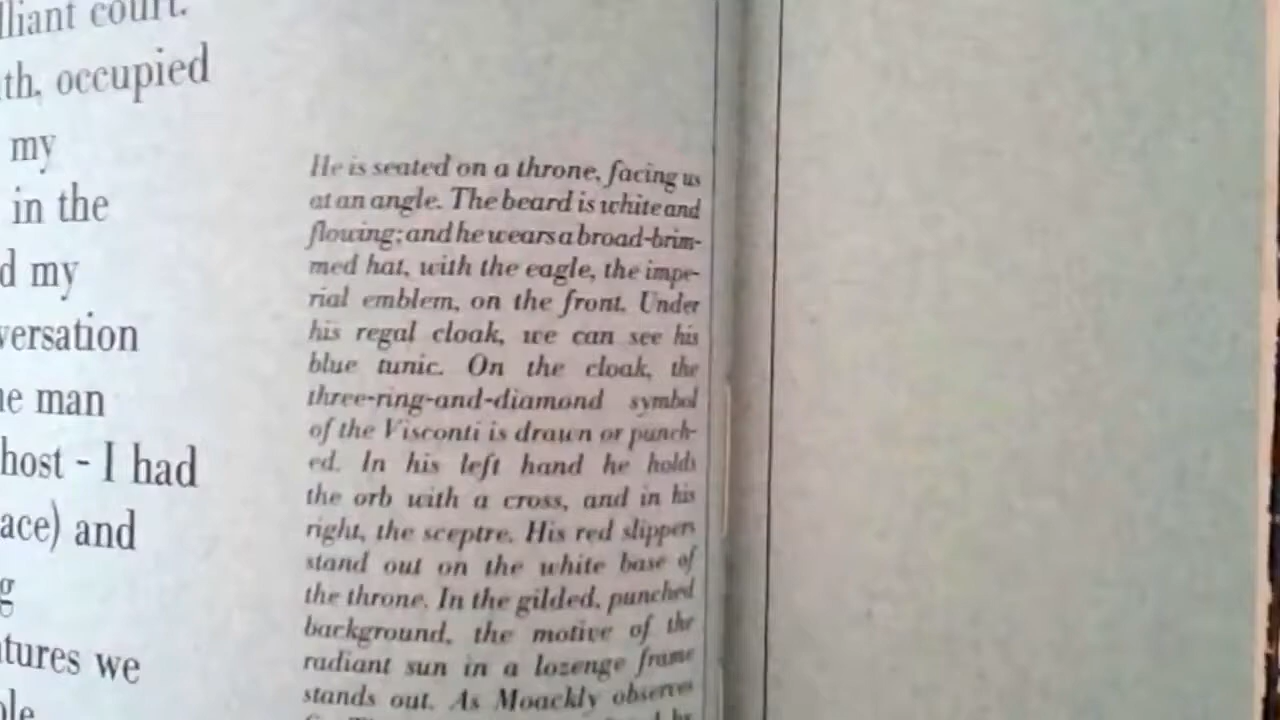 lliant court.
th, occupied
my
in the
d my
versation
e man
host - I had
ace) and
g
tures we
ple
He is seated on a throne, facing us
at an angle. The beard is white and
flowing; and he wears a broad-brim-
med hat, with the eagle, the impe-
rial emblem, on the front. Under
his regal cloak, we can see his
blue tunic. On the cloak, the
three-ring-and-diamond symbol
of the Visconti is drawn or punch-
ed. In his left hand he holds
the orb with a cross, and in his
right, the sceptre. His red slippers
stand out on the white base of
the throne. In the gilded, punched
background, the motive of the
radiant sun in a lozenge frame
stands out. As Moackly observes